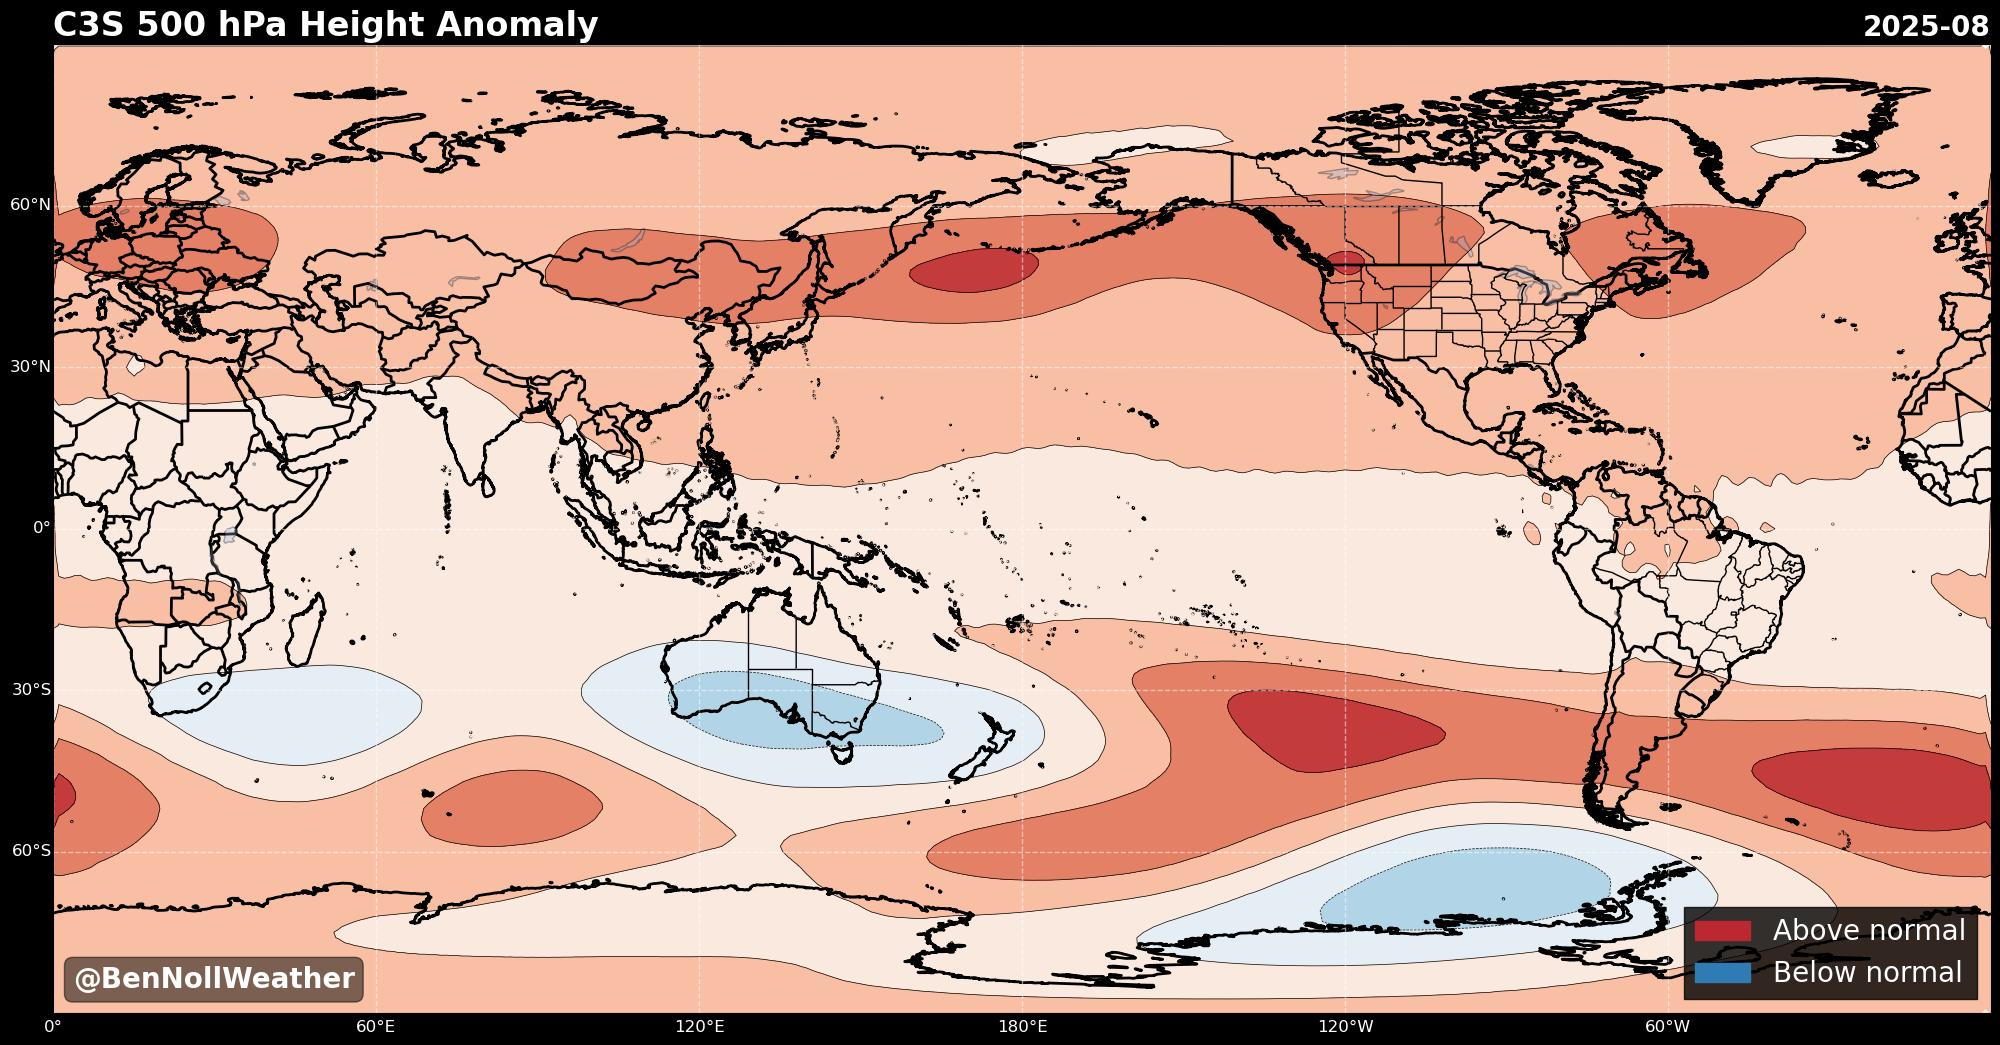 C3S 500 hPa Height Anomaly
2025-08
60°N
30°N
0°
30°S
60°S
Above normal
Below normal
@BenNollWeather
0°
60°E
120°E
180°E
120°W
60°W